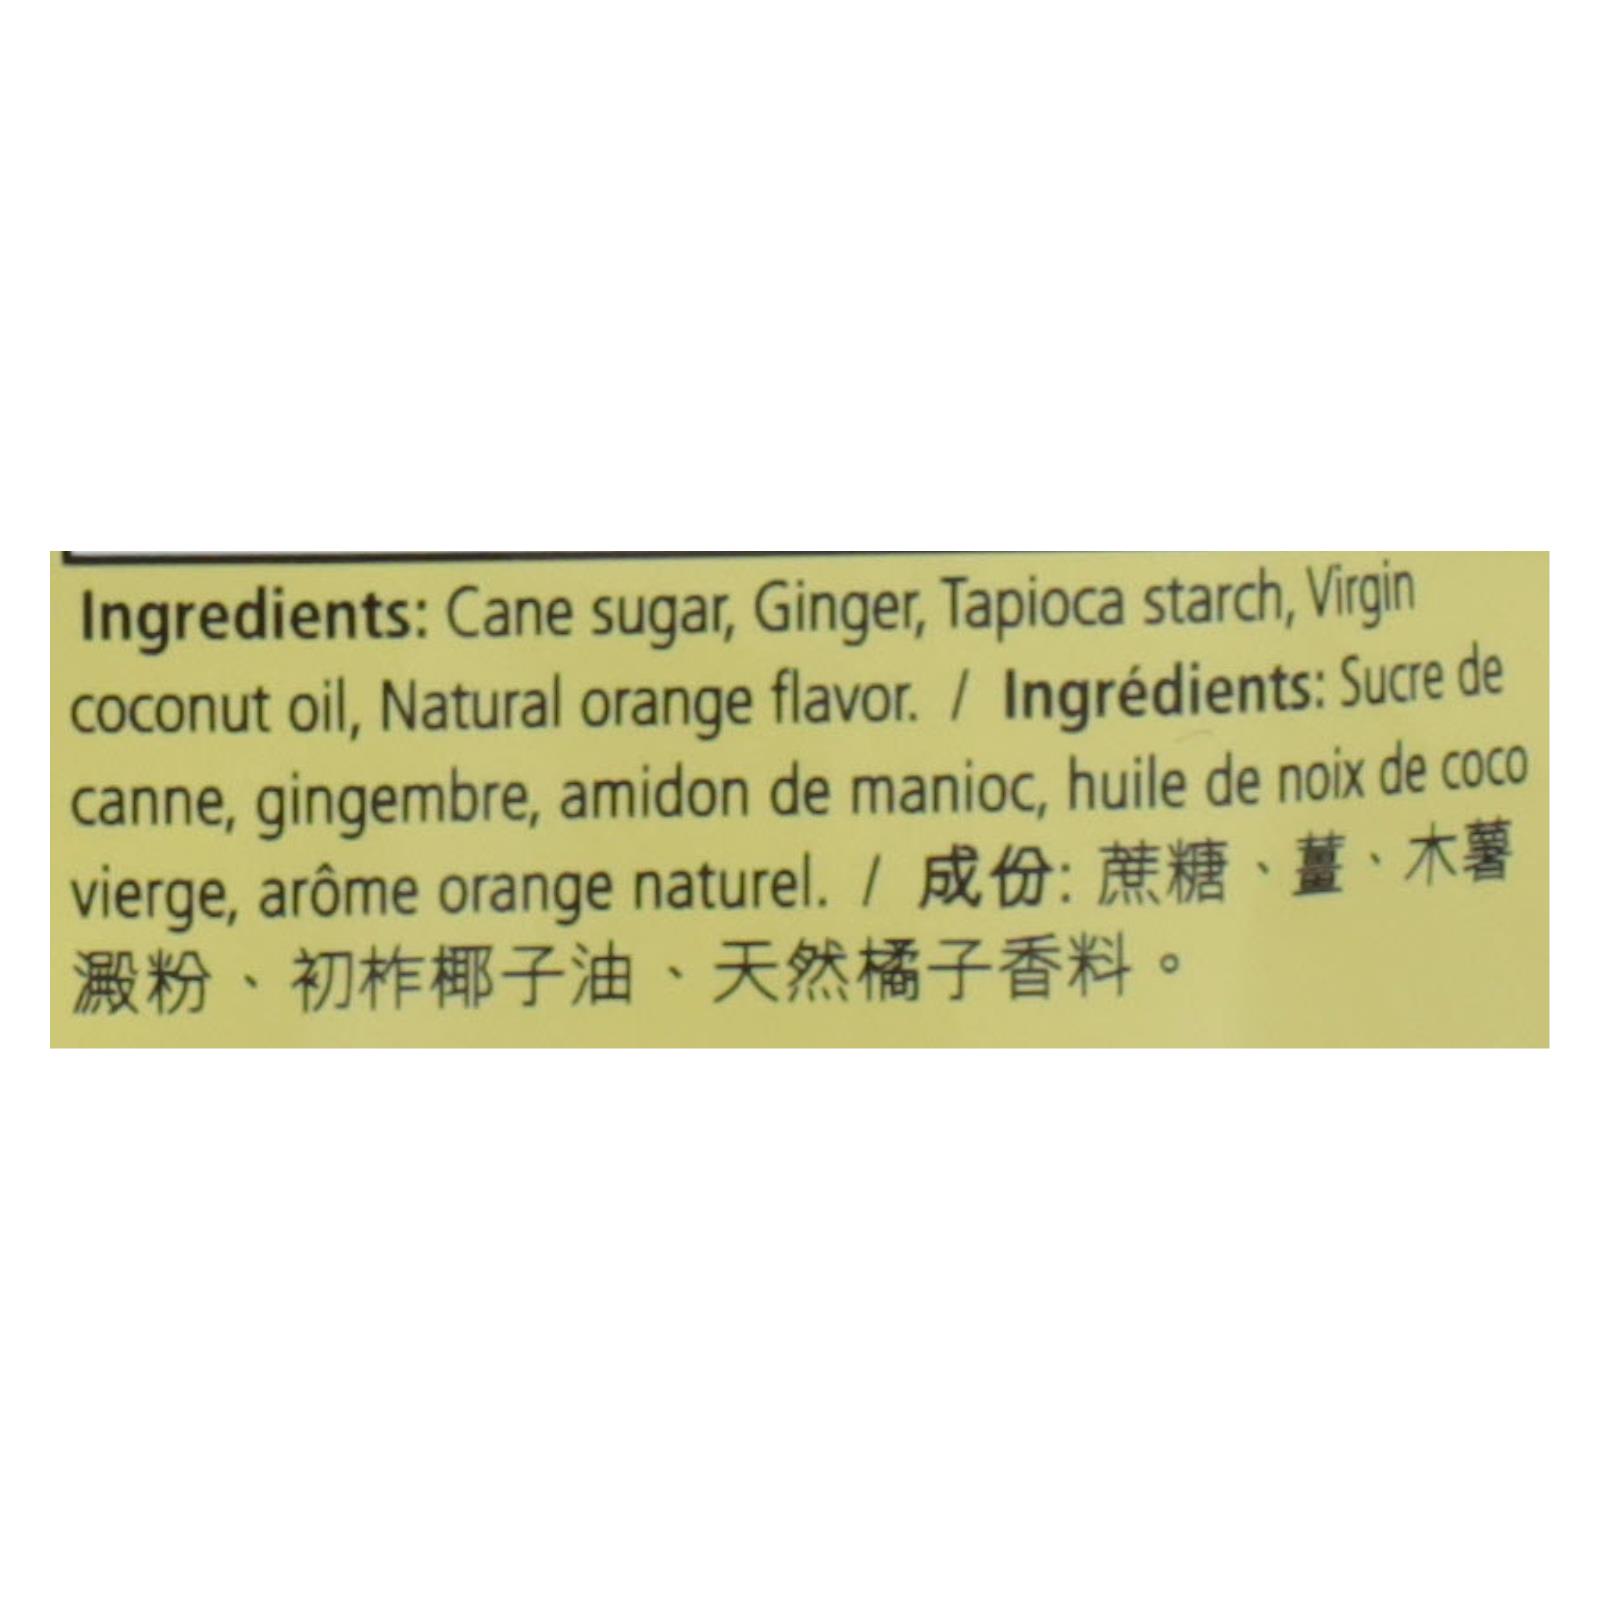 Ingredients: Cane sugar, Ginger, Tapioca starch, Virgin
coconut oil, Natural orange flavor. / Ingrédients: Sucre de
canne, gingembre, amidon de manioc, huile de noix de coco
vierge, arôme orange naturel. / 成份: 蔗糖、薑、木薯
澱粉、初柞椰子油、天然橘子香料。